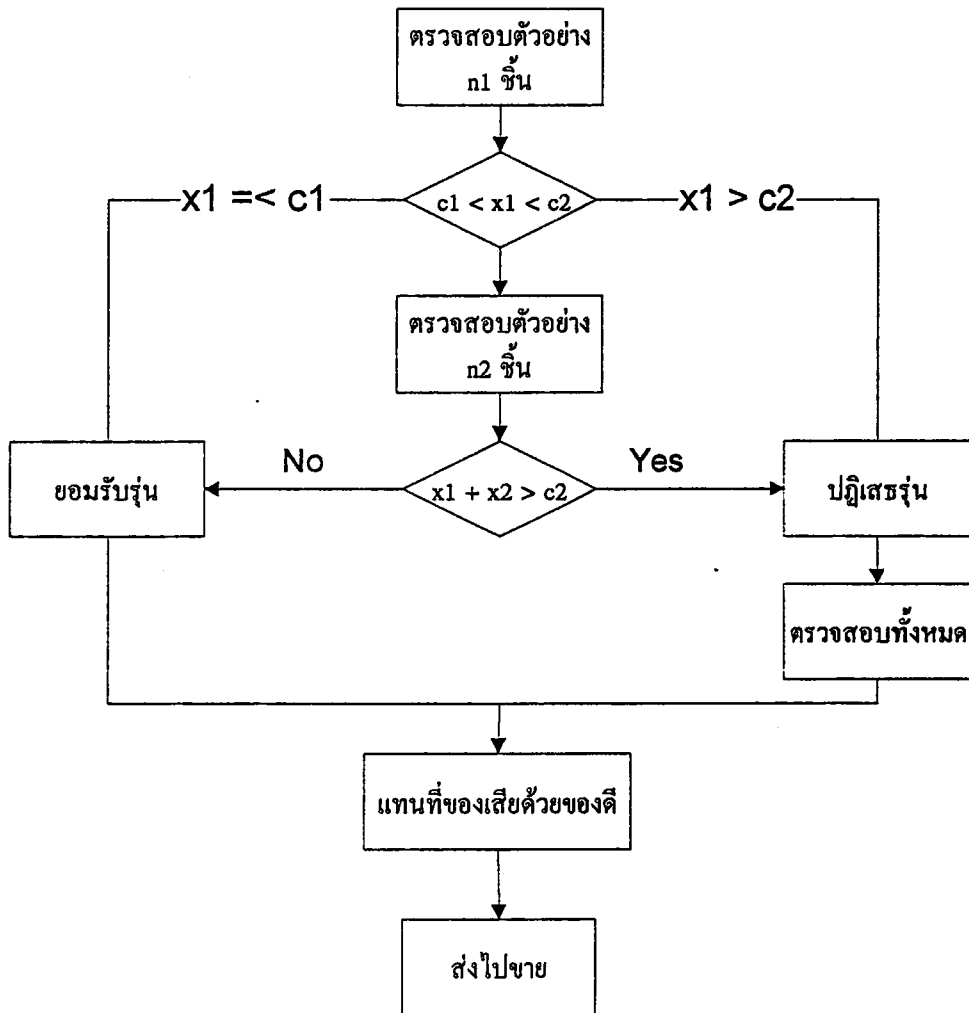 ตรวจสอบตัวอย่าง
n1 ชิ้น
x1 =< c1
c1 < x1 < c2
x1 > c2
ตรวจสอบตัวอย่าง
n2 ชิ้น
No
Yes
ยอมรับรุ่น
x1 + x2 > c2
ปฏิเสธรุ่น
ตรวจสอบทั้งหมด
แทนที่ของเสียด้วยของดี
ส่งไปขาย